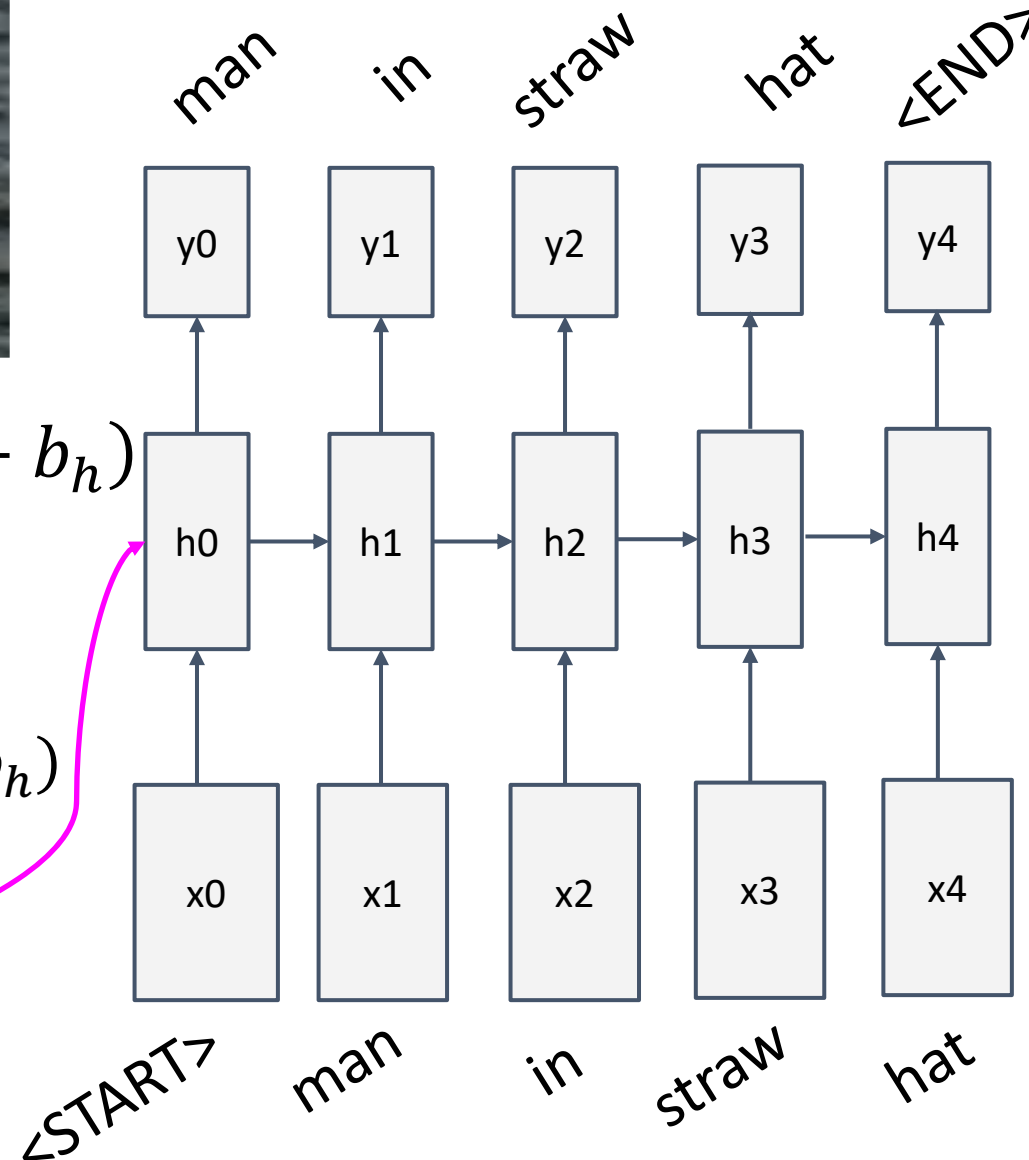 man in straw hat <END>
y0 y1 y2 y3 y4
b_h)
h0 h1 h2 h3 h4
h)
x0 x1 x2 x3 x4
<START> man in straw hat